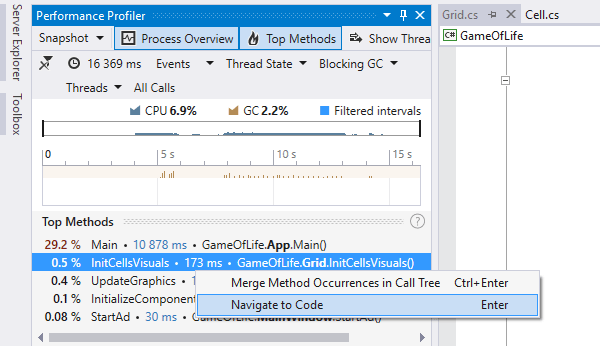 Server Explorer
Toolbox
Performance Profiler
Snapshot Process Overview Top Methods Show Threa
16 369 ms Events Thread State Blocking GC
Threads All Calls
CPU 6.9% GC 2.2% Filtered intervals
0 5 s 10 s 15 s
Top Methods ?
29.2 % Main • 10 878 ms • GameOfLife.App.Main()
0.5 % InitCellsVisuals • 173 ms • GameOfLife.Grid.InitCellsVisuals()
0.4 % UpdateGraphics • 1
0.1 % InitializeComponent
0.08 % StartAd • 30 ms • GameOfLife.MainWindow.StartAd()
Merge Method Occurrences in Call Tree Ctrl+Enter
Navigate to Code Enter
Grid.cs Cell.cs
C# GameOfLife